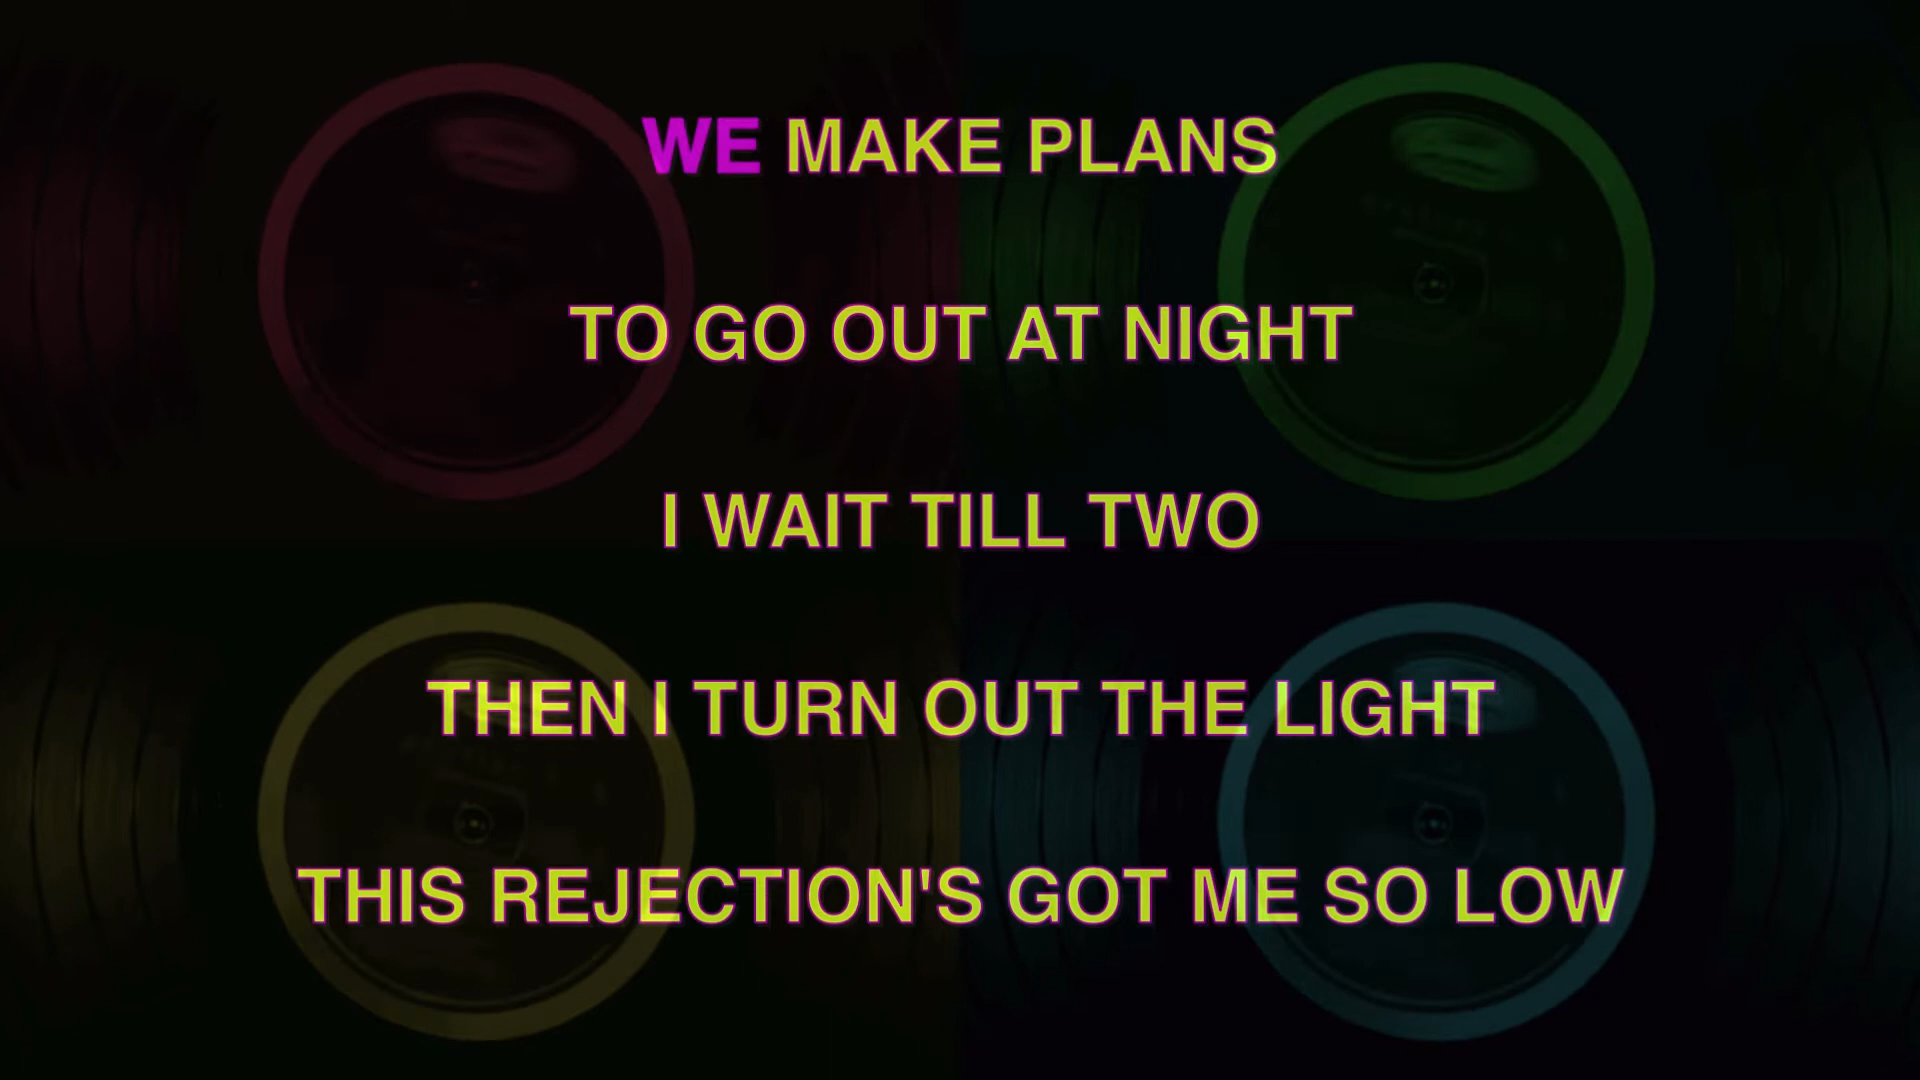 WE MAKE PLANS
TO GO OUT AT NIGHT
I WAIT TILL TWO
THEN I TURN OUT THE LIGHT
THIS REJECTION'S GOT ME SO LOW